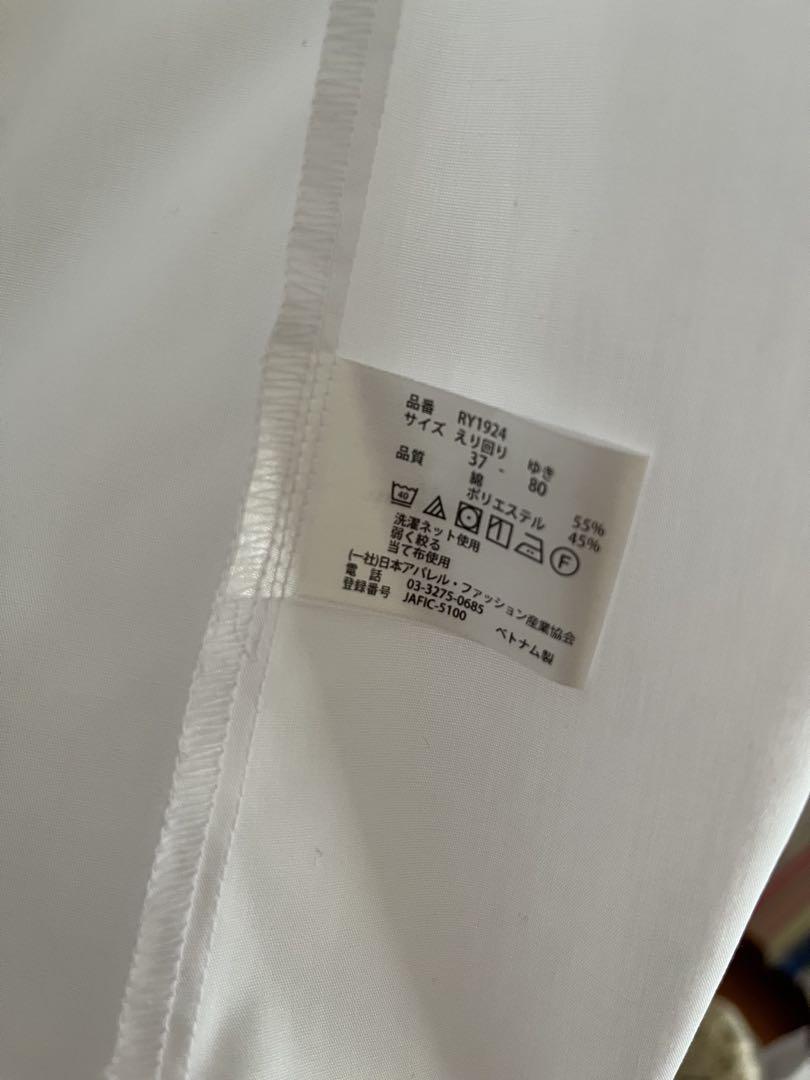 品番 RY1924
サイズ えり回り ゆき
37 - 80
品質 綿 55%
ポリエステル 45%
40
F
洗濯ネット使用
弱く絞る
当て布使用
(一社)日本アパレル・ファッション産業協会
電話 03-3275-0685
登録番号 JAFIC-5100
ベトナム製